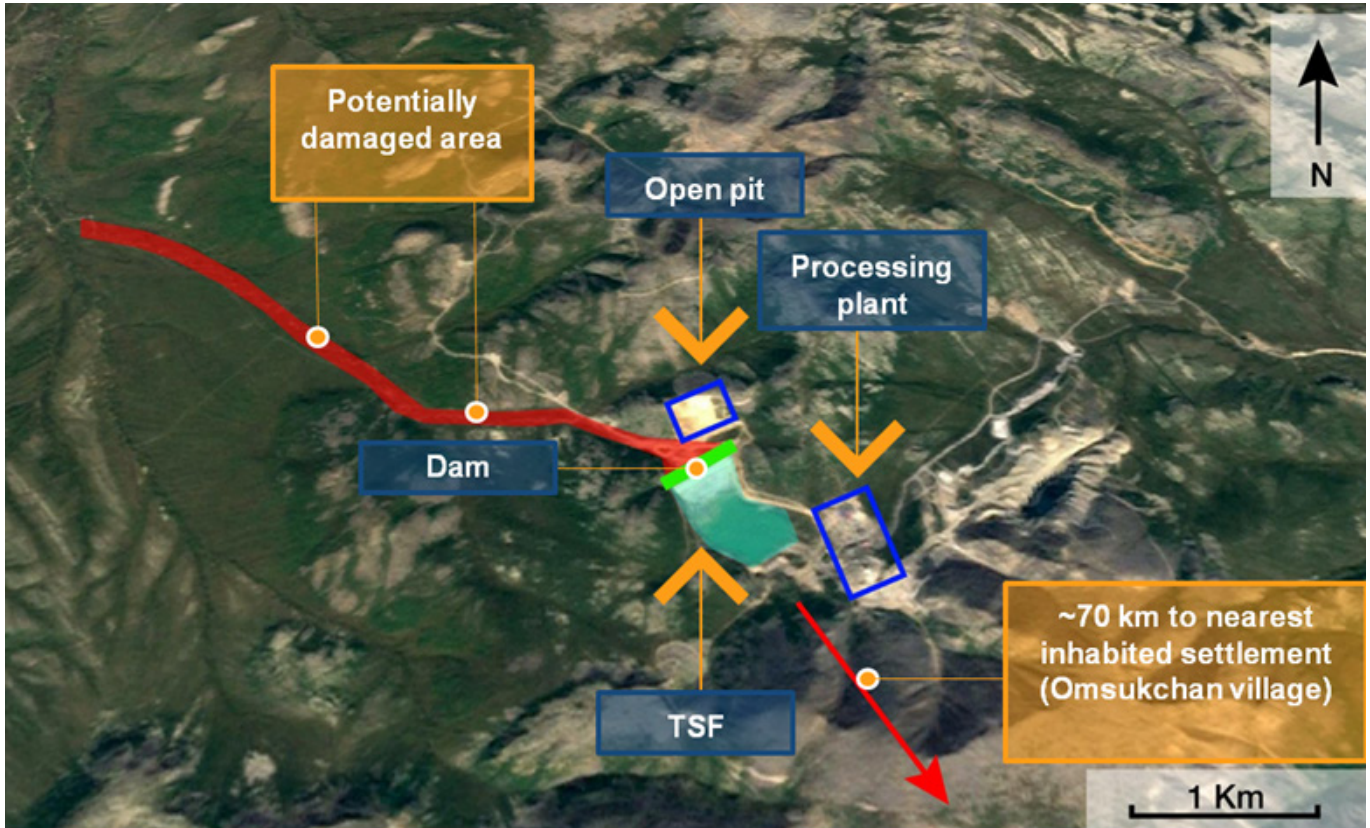 Potentially
damaged area
Open pit
Processing
plant
N
Dam
TSF
~70 km to nearest
inhabited settlement
(Omsukchan village)
1 Km